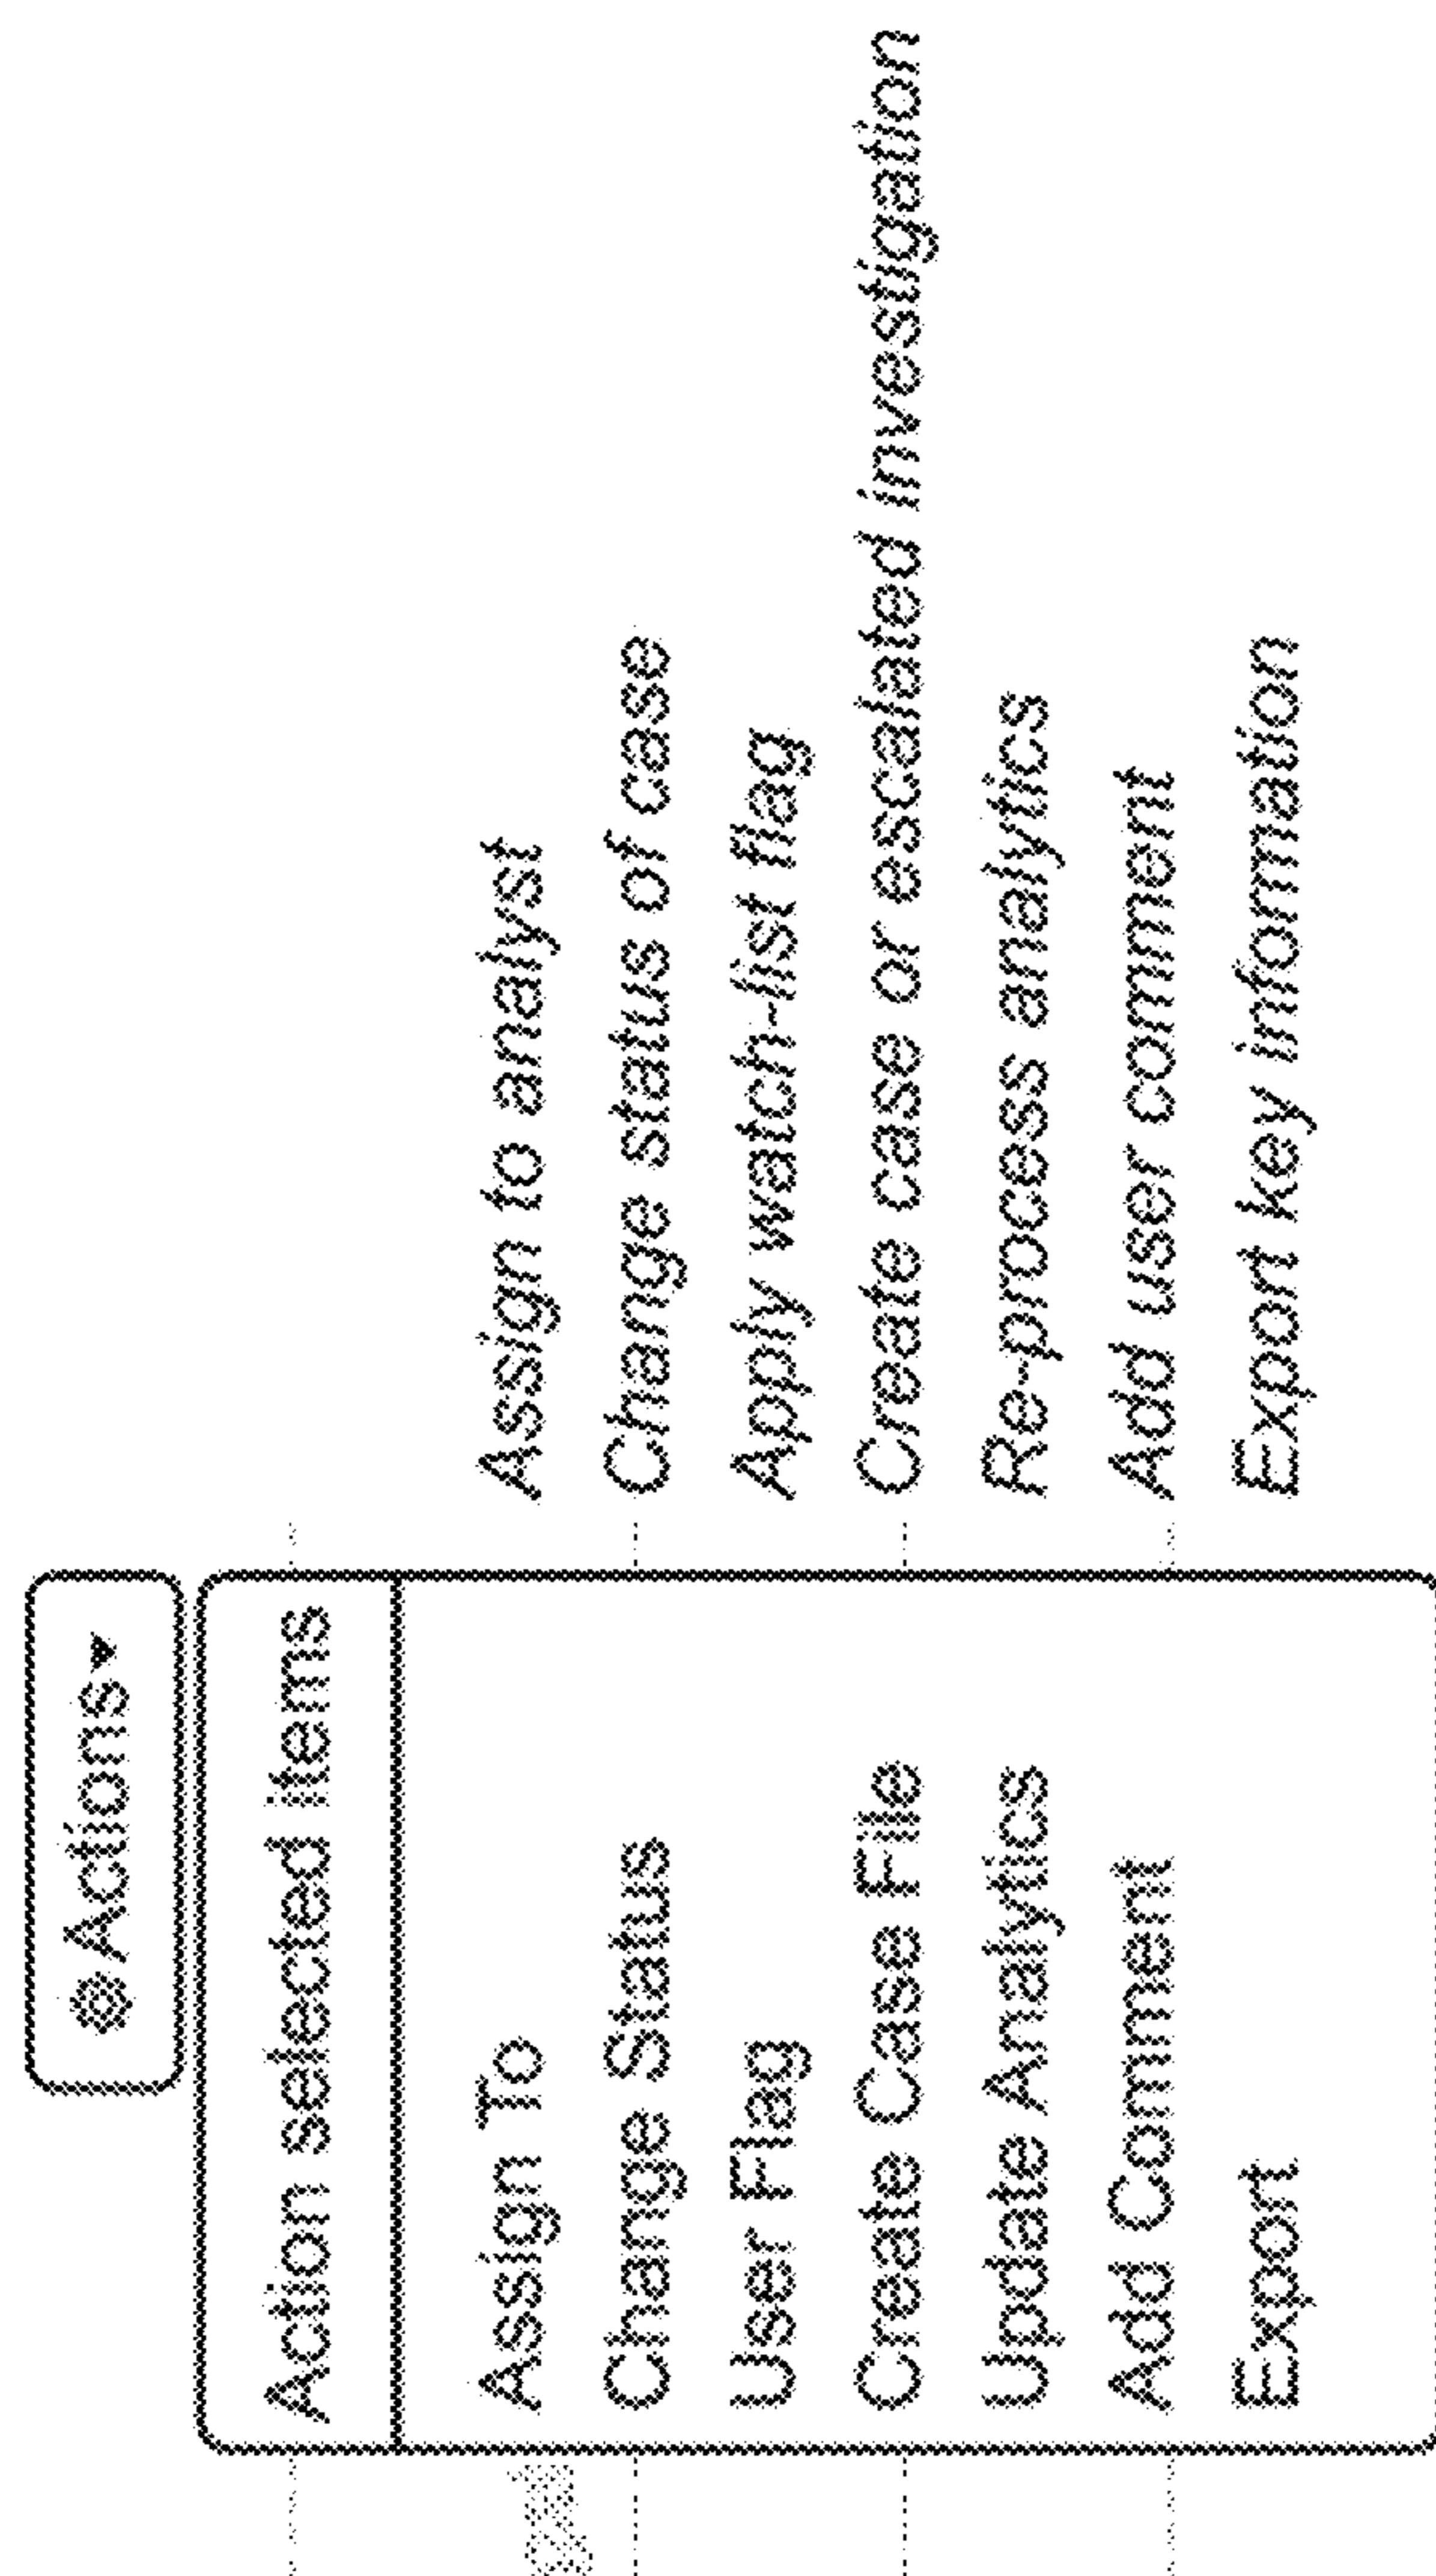 Actions
Action selected items
Assign To Assign to analyst
Change Status Change status of case
User Flag Apply watch-list flag
Create Case File Create case or escalated investigation
Update Analytics Re-process analytics
Add Comment Add user comment
Export Export key information